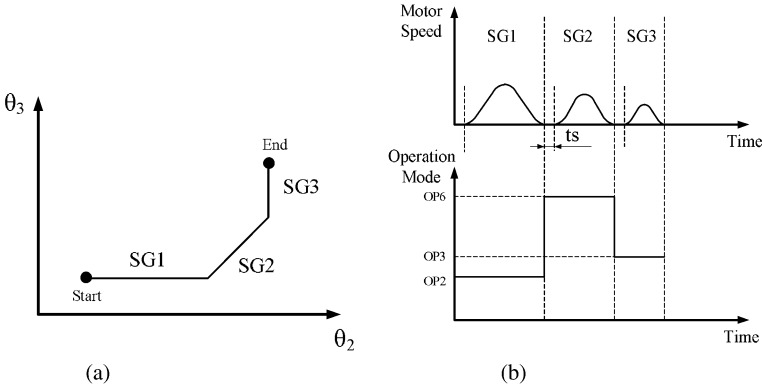 θ3
End
SG3
SG1
SG2
Start
θ2
(a)
Motor
Speed
SG1
SG2
SG3
ts
Time
Operation
Mode
OP6
OP3
OP2
Time
(b)